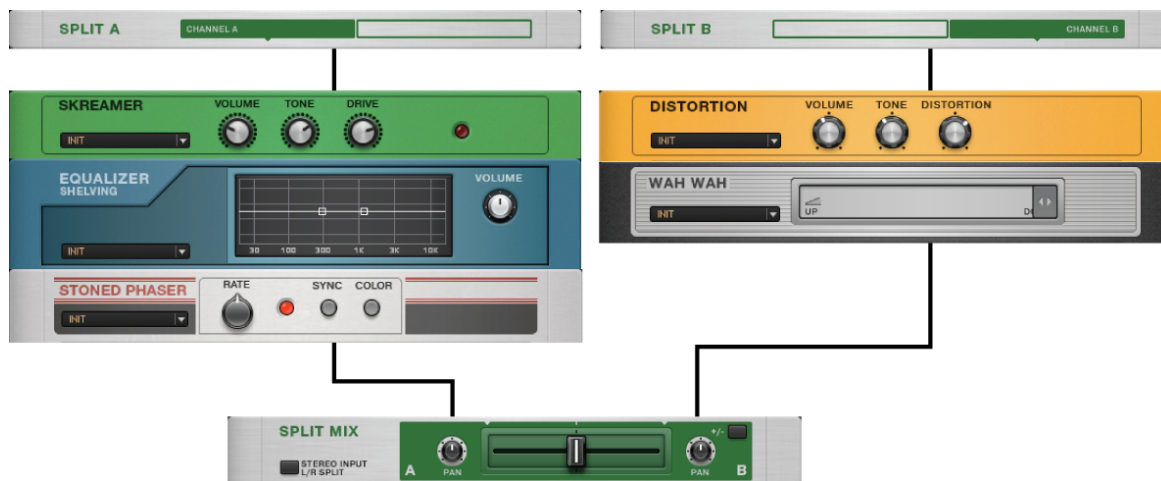 SPLIT A
CHANNEL A
SPLIT B
CHANNEL B
SKREAMER
VOLUME TONE DRIVE
INIT
EQUALIZER
SHELVING
VOLUME
INIT
30 100 300 1K 3K 10K
STONED PHASER
RATE SYNC COLOR
INIT
DISTORTION
VOLUME TONE DISTORTION
INIT
WAH WAH
INIT
UP
SPLIT MIX
STEREO INPUT
L/R SPLIT
A
PAN
PAN
+/-
B